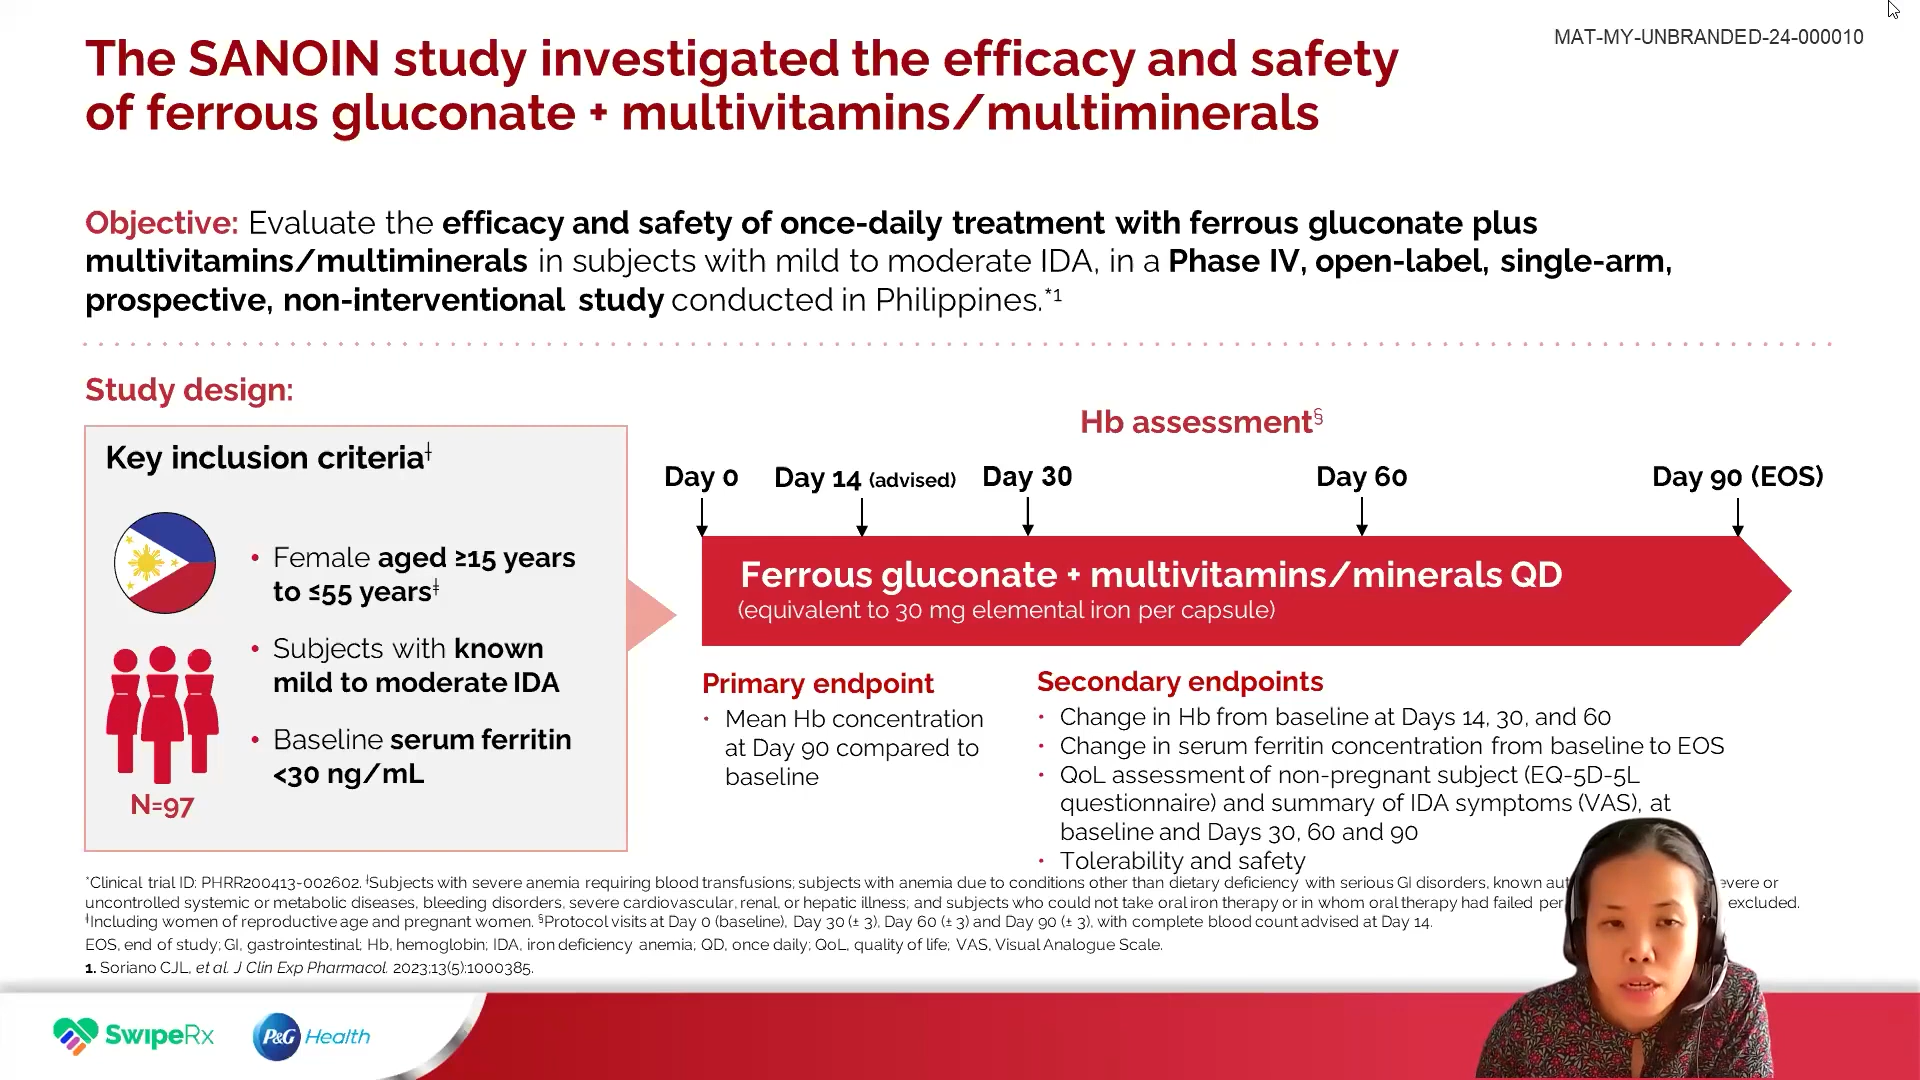 MAT-MY-UNBRANDED-24-000010
The SANOIN study investigated the efficacy and safety
of ferrous gluconate + multivitamins/multiminerals
Objective: Evaluate the efficacy and safety of once-daily treatment with ferrous gluconate plus
multivitamins/multiminerals in subjects with mild to moderate IDA, in a Phase IV, open-label, single-arm,
prospective, non-interventional study conducted in Philippines.*1
Study design:
Key inclusion criteria‡
• Female aged ≥15 years
to ≤55 years‡
• Subjects with known
mild to moderate IDA
• Baseline serum ferritin
<30 ng/mL
N=97
Hb assessment§
Day 0
Day 14 (advised)
Day 30
Day 60
Day 90 (EOS)
Ferrous gluconate + multivitamins/minerals QD
(equivalent to 30 mg elemental iron per capsule)
Primary endpoint
• Mean Hb concentration
at Day 90 compared to
baseline
Secondary endpoints
• Change in Hb from baseline at Days 14, 30, and 60
• Change in serum ferritin concentration from baseline to EOS
• QoL assessment of non-pregnant subject (EQ-5D-5L
questionnaire) and summary of IDA symptoms (VAS), at
baseline and Days 30, 60 and 90
• Tolerability and safety
*Clinical trial ID: PHRR200413-002602. ƗSubjects with severe anemia requiring blood transfusions; subjects with anemia due to conditions other than dietary deficiency with serious GI disorders, known evere or
uncontrolled systemic or metabolic diseases, bleeding disorders, severe cardiovascular, renal, or hepatic illness; and subjects who could not take oral iron therapy or in whom oral therapy had failed excluded.
‡Including women of reproductive age and pregnant women. §Protocol visits at Day 0 (baseline), Day 30 (± 3), Day 60 (± 3) and Day 90 (± 3), with complete blood count advised at Day 14.
EOS, end of study; GI, gastrointestinal; Hb, hemoglobin; IDA, iron deficiency anemia; QD, once daily; QoL, quality of life; VAS, Visual Analogue Scale.
1. Soriano CJL, et al. J Clin Exp Pharmacol. 2023;13(5):1000385.
SwipeRx
P&G Health